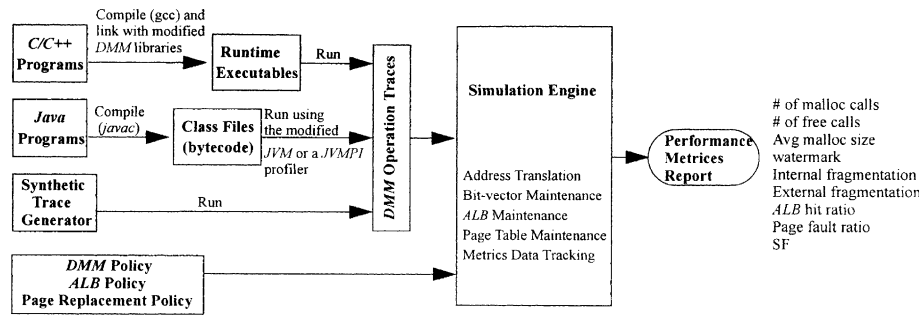 C/C++
Programs
Compile (gcc) and
link with modified
DMM libraries
Runtime
Executables
Run
Java
Programs
Compile
(javac)
Class Files
(bytecode)
Run using
the modified
JVM or a JVMPI
profiler
Synthetic
Trace
Generator
Run
DMM Operation Traces
DMM Policy
ALB Policy
Page Replacement Policy
Simulation Engine
Address Translation
Bit-vector Maintenance
ALB Maintenance
Page Table Maintenance
Metrics Data Tracking
Performance
Metrices
Report
# of malloc calls
# of free calls
Avg malloc size
watermark
Internal fragmentation
External fragmentation
ALB hit ratio
Page fault ratio
SF